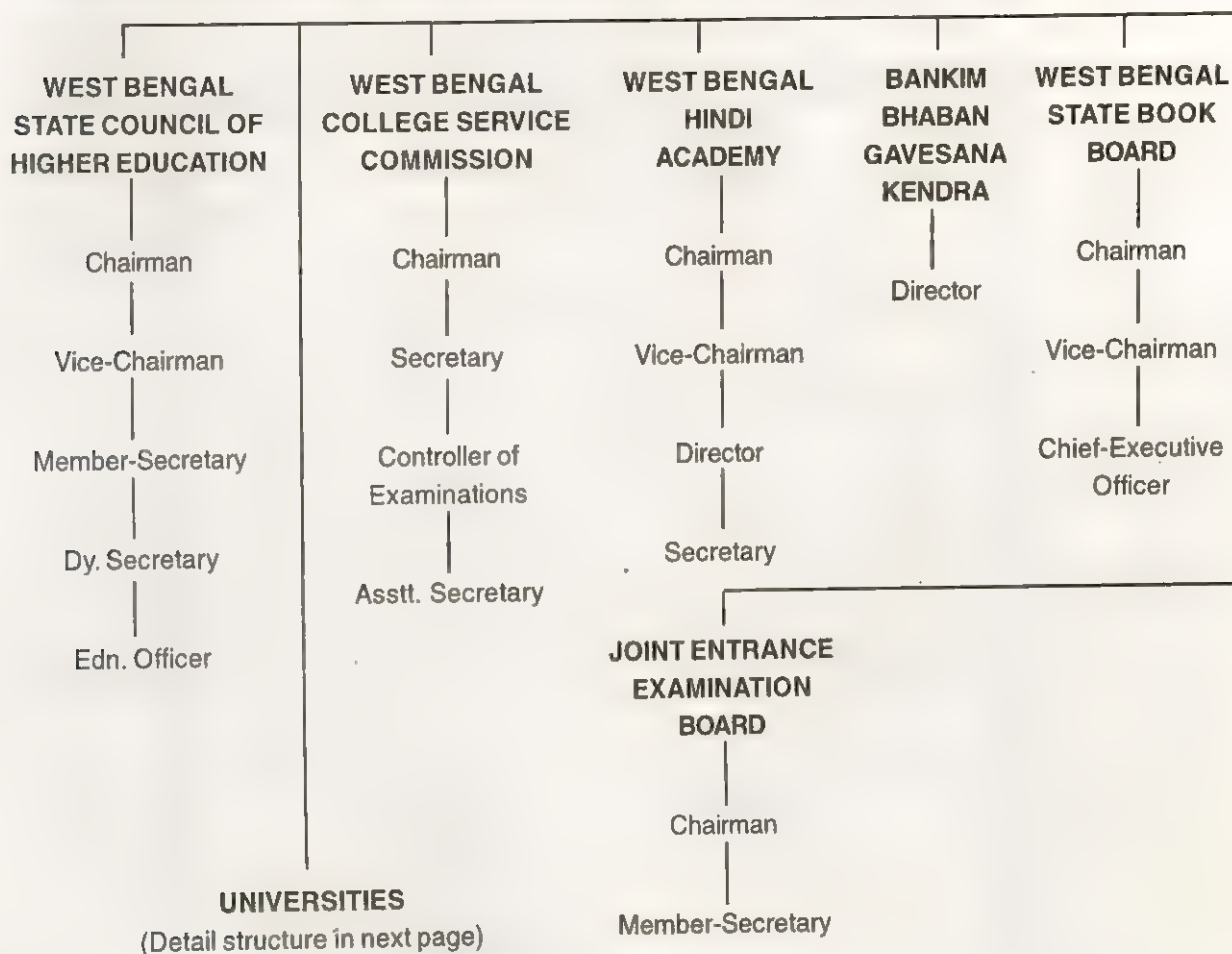 WEST BENGAL
STATE COUNCIL OF
HIGHER EDUCATION
Chairman
Vice-Chairman
Member-Secretary
Dy. Secretary
Edn. Officer
UNIVERSITIES
(Detail structure in next page)
WEST BENGAL
COLLEGE SERVICE
COMMISSION
Chairman
Secretary
Controller of
Examinations
Asstt. Secretary
WEST BENGAL
HINDI
ACADEMY
Chairman
Vice-Chairman
Director
Secretary
BANKIM
BHABAN
GAVESANA
KENDRA
Director
WEST BENGAL
STATE BOOK
BOARD
Chairman
Vice-Chairman
Chief-Executive
Officer
JOINT ENTRANCE
EXAMINATION
BOARD
Chairman
Member-Secretary